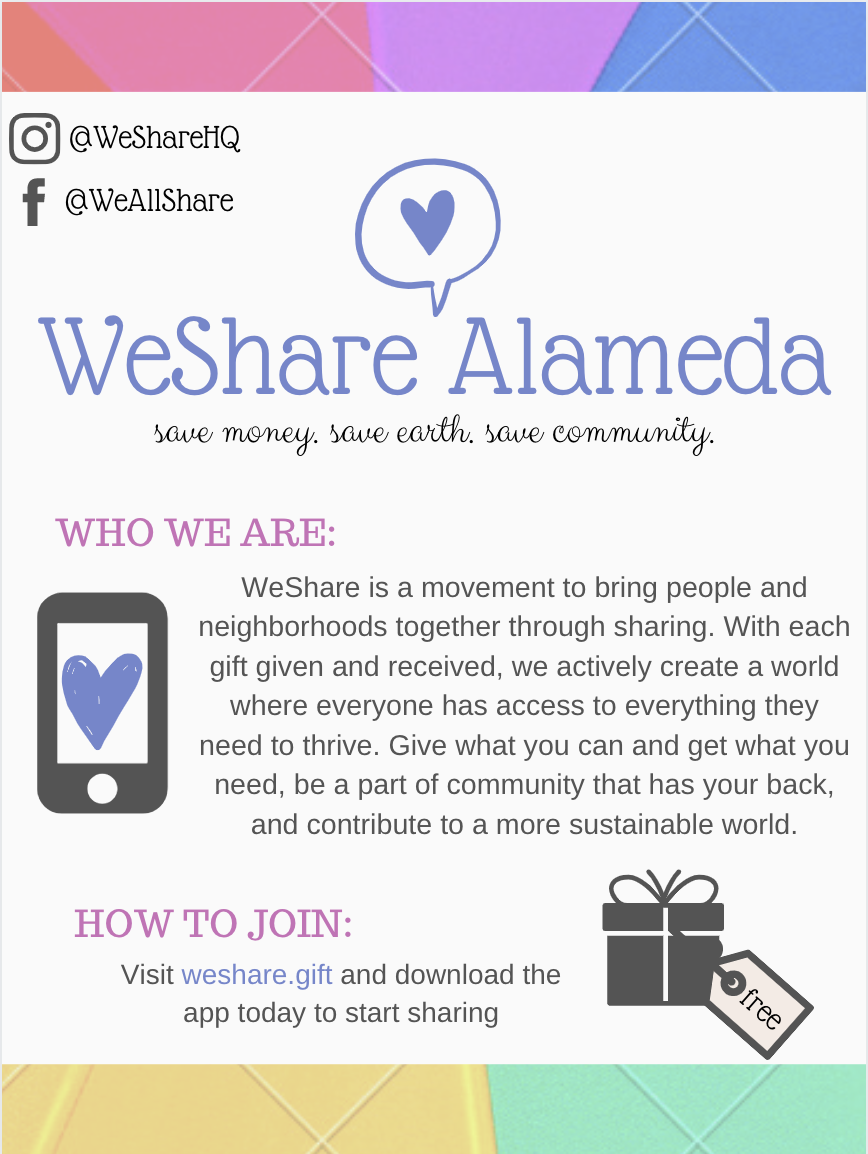 @WeShareHQ
@WeAllShare
WeShare Alameda
save money. save earth. save community.
WHO WE ARE:
WeShare is a movement to bring people and
neighborhoods together through sharing. With each
gift given and received, we actively create a world
where everyone has access to everything they
need to thrive. Give what you can and get what you
need, be a part of community that has your back,
and contribute to a more sustainable world.
HOW TO JOIN:
Visit weshare.gift and download the
app today to start sharing
free